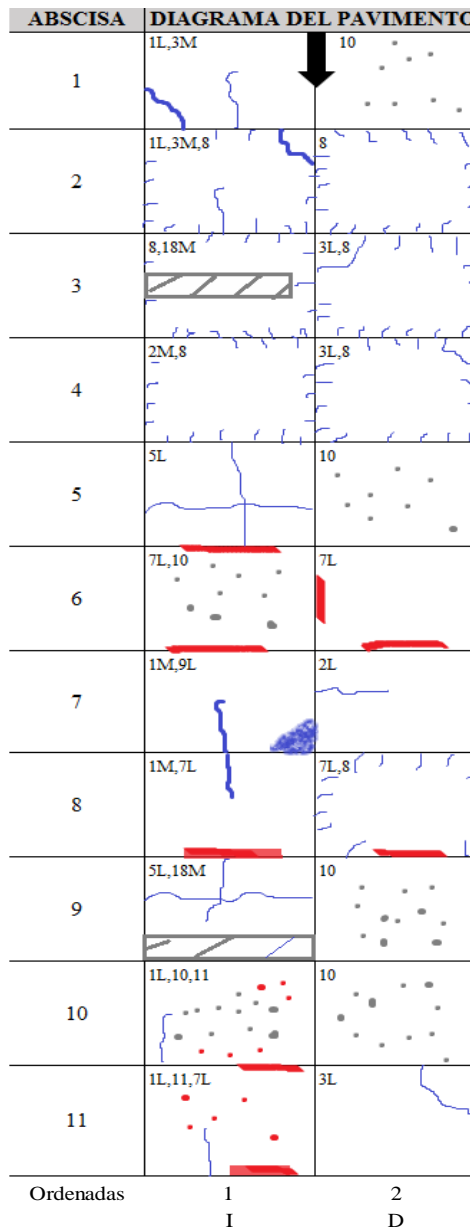 ABSCISA DIAGRAMA DEL PAVIMENTO
1 1L,3M 10
2 1L,3M,8 8
3 8,18M 3L,8
4 2M,8 3L,8
5 5L 10
6 7L,10 7L
7 1M,9L 2L
8 1M,7L 7L,8
9 5L,18M 10
10 1L,10,11 10
11 1L,11,7L 3L
Ordenadas 1 2
I D